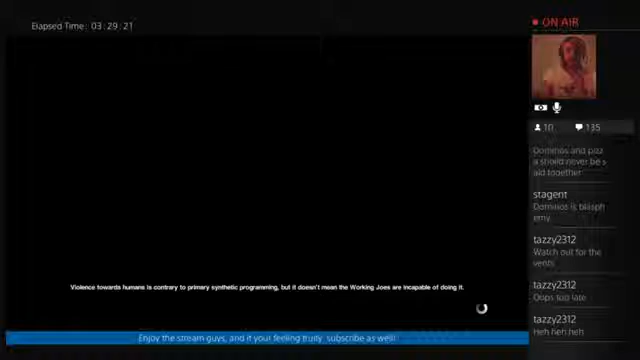 Elapsed Time: 03:29:21
ON AIR
10
135
Dominos and pizz
a should never be s
aid together
stagent
Dominos is blasph
emy
tazzy2312
Watch out for the
vents
tazzy2312
Oops too late
tazzy2312
Heh heh heh
Violence towards humans is contrary to primary synthetic programming, but it doesn't mean the Working Joes are incapable of doing it.
Enjoy the stream guys, and if your feeling fruity subscribe as well!